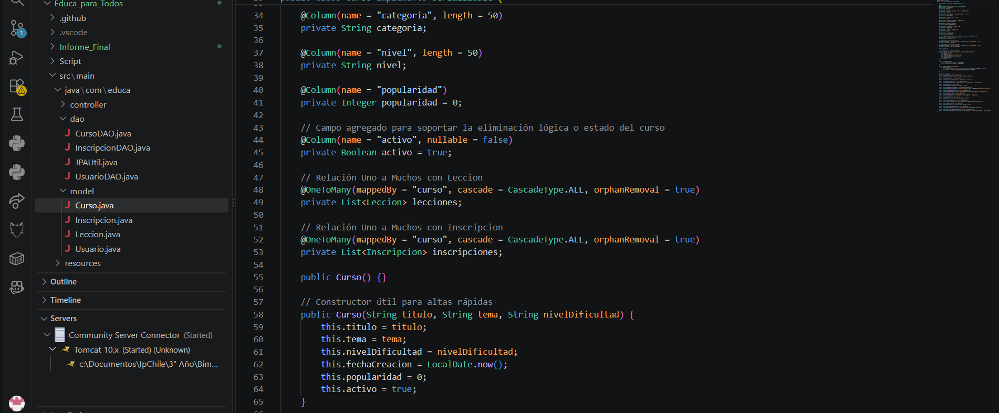 Educa_para_Todos
.github
.vscode
Informe_Final
Script
src\main
java\com\educa
controller
dao
CursoDAO.java
InscripcionDAO.java
JPAUtil.java
UsuarioDAO.java
model
Curso.java
Inscripcion.java
Leccion.java
Usuario.java
resources
Outline
Timeline
Servers
Community Server Connector (Started)
Tomcat 10.x (Started) (Unknown)
c:\Documentos\IpChile\3° Año\Bim...
1
34 @Column(name = "categoria", length = 50)
35 private String categoria;
36
37 @Column(name = "nivel", length = 50)
38 private String nivel;
39
40 @Column(name = "popularidad")
41 private Integer popularidad = 0;
42
43 // Campo agregado para soportar la eliminación lógica o estado del curso
44 @Column(name = "activo", nullable = false)
45 private Boolean activo = true;
46
47 // Relación Uno a Muchos con Leccion
48 @OneToMany(mappedBy = "curso", cascade = CascadeType.ALL, orphanRemoval = true)
49 private List<Leccion> lecciones;
50
51 // Relación Uno a Muchos con Inscripcion
52 @OneToMany(mappedBy = "curso", cascade = CascadeType.ALL, orphanRemoval = true)
53 private List<Inscripcion> inscripciones;
54
55 public Curso() {}
56
57 // Constructor útil para altas rápidas
58 public Curso(String titulo, String tema, String nivelDificultad) {
59 this.titulo = titulo;
60 this.tema = tema;
61 this.nivelDificultad = nivelDificultad;
62 this.fechaCreacion = LocalDate.now();
63 this.popularidad = 0;
64 this.activo = true;
65 }